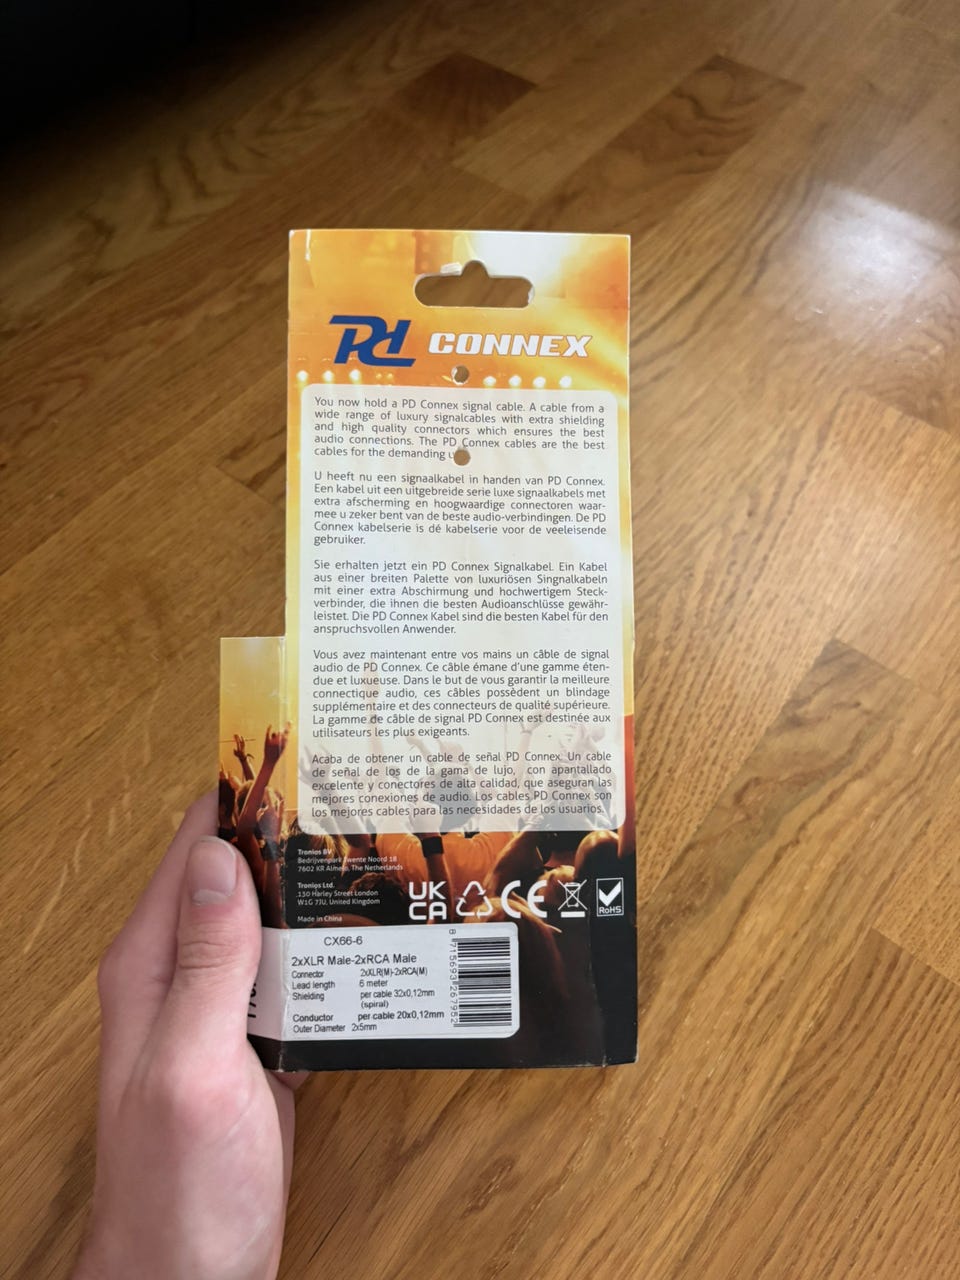 Pd CONNEX
You now hold a PD Connex signal cable. A cable from a
wide range of luxury signalcables with extra shielding
and high quality connectors which ensures the best
audio connections. The PD Connex cables are the best
cables for the demanding
U heeft nu een signaalkabel in handen van PD Connex.
Een kabel uit een uitgebreide serie luxe signaalkabels met
extra afscherming en hoogwaardige connectoren waar-
mee u zeker bent van de beste audio-verbindingen. De PD
Connex kabelserie is dé kabelserie voor de veeleisende
gebruiker.
Sie erhalten jetzt ein PD Connex Signalkabel. Ein Kabel
aus einer breiten Palette von luxuriösen Singnalkabeln
mit einer extra Abschirmung und hochwertigem Steck-
verbinder, die ihnen die besten Audioanschlüsse gewähr-
leistet. Die PD Connex Kabel sind die besten Kabel für den
anspruchsvollen Anwender.
Vous avez maintenant entre vos mains un câble de signal
audio de PD Connex. Ce câble émane d'une gamme éten-
due et luxueuse. Dans le but de vous garantir la meilleure
connectique audio, ces câbles possèdent un blindage
supplémentaire et des connecteurs de qualité supérieure.
La gamme de câble de signal PD Connex est destinée aux
utilisateurs les plus exigeants.
Acaba de obtener un cable de señal PD Connex. Un cable
de señal de los de la gama de lujo, con apantallado
excelente y conectores de alta calidad, que aseguran las
mejores conexiones de audio. Los cables PD Connex son
los mejores cables para las necesidades de los usuarios.
Tronios BV
Bedrijvenpark Twente Noord 18
7602 KR Almelo, The Netherlands
Tronios Ltd.
130 Harley Street London
W1G 7JU, United Kingdom
Made in China
UK
CA
CE
RoHS
CX66-6
2xXLR Male-2xRCA Male
Connector 2xXLR(M)-2xRCA(M)
Lead length 6 meter
Shielding per cable 32x0,12mm
(spiral)
Conductor per cable 20x0,12mm
Outer Diameter 2x5mm
8 715693 267952